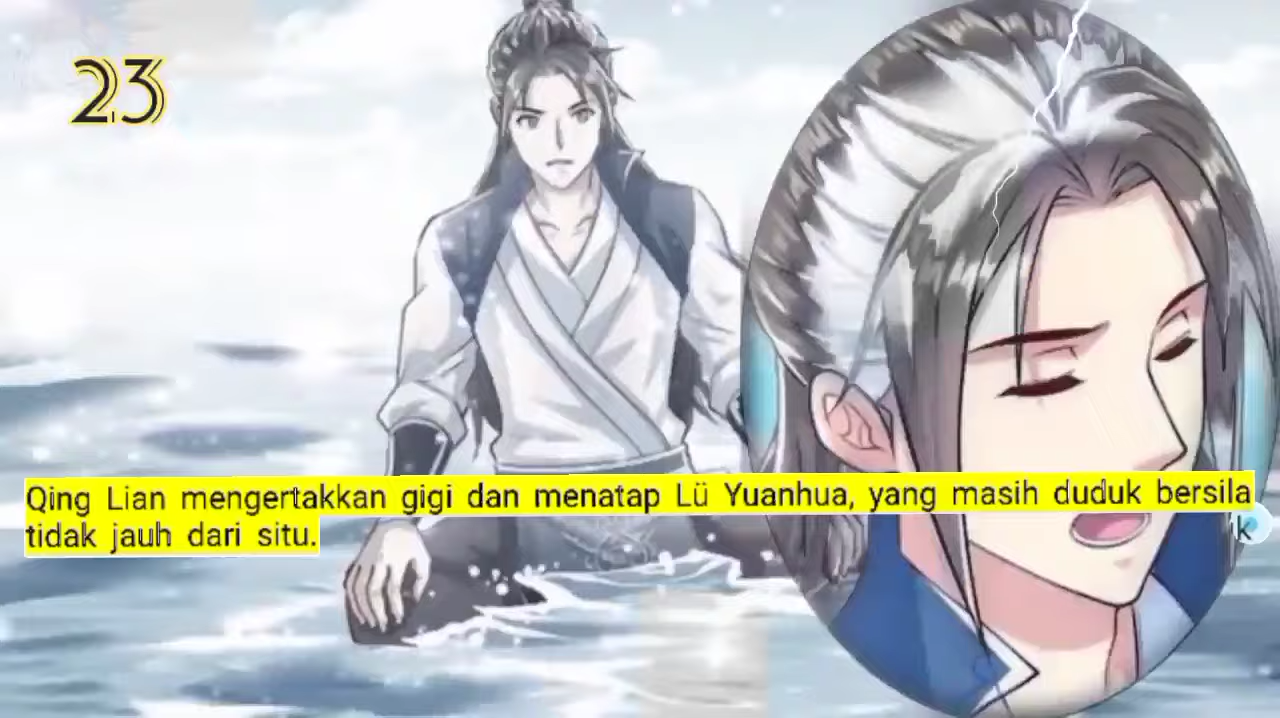 23
Qing Lian mengertakkan gigi dan menatap Lü Yuanhua, yang masih duduk bersila
tidak jauh dari situ.